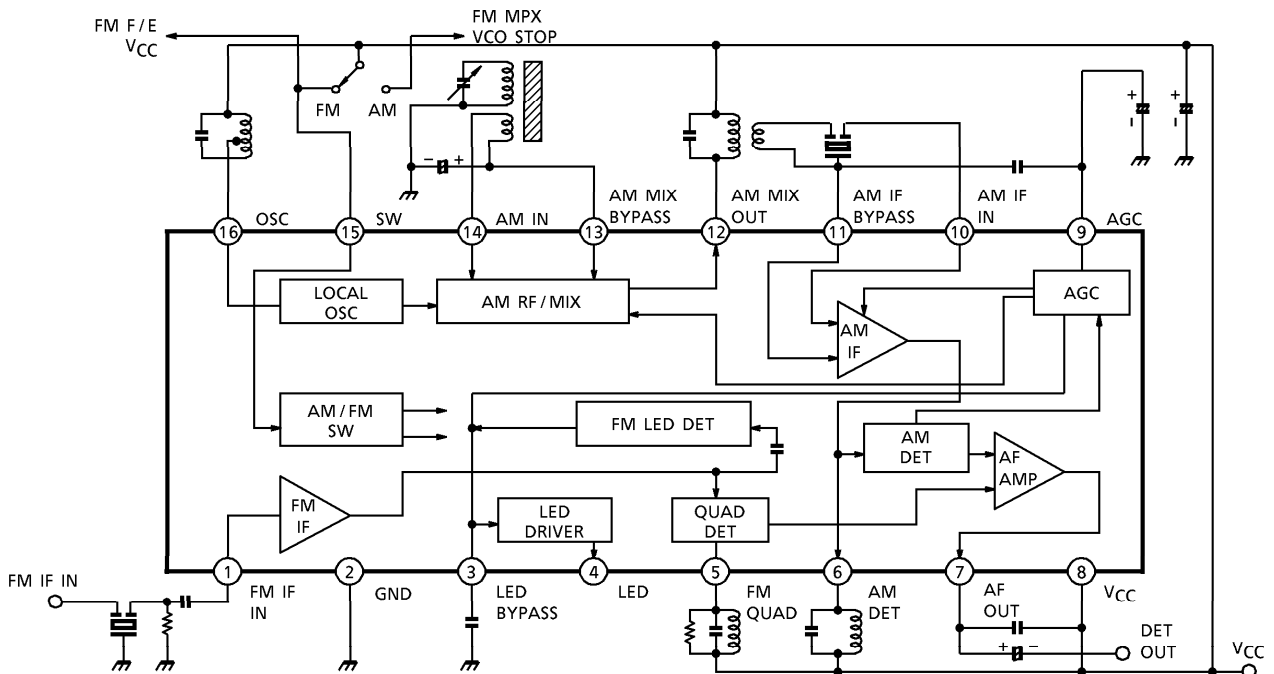 FM F/E
VCC
FM MPX
VCO STOP
FM
AM
+
-
+
-
- +
16
OSC
15
SW
14
AM IN
13
AM MIX
BYPASS
12
AM MIX
OUT
11
AM IF
BYPASS
10
AM IF
IN
9
AGC
LOCAL
OSC
AM RF/MIX
AM
IF
AGC
AM/FM
SW
FM LED DET
AM
DET
AF
AMP
FM
IF
LED
DRIVER
QUAD
DET
FM IF IN
1
FM IF
IN
2
GND
3
LED
BYPASS
4
LED
5
FM
QUAD
6
AM
DET
7
AF
OUT
8
VCC
+ -
DET
OUT
VCC